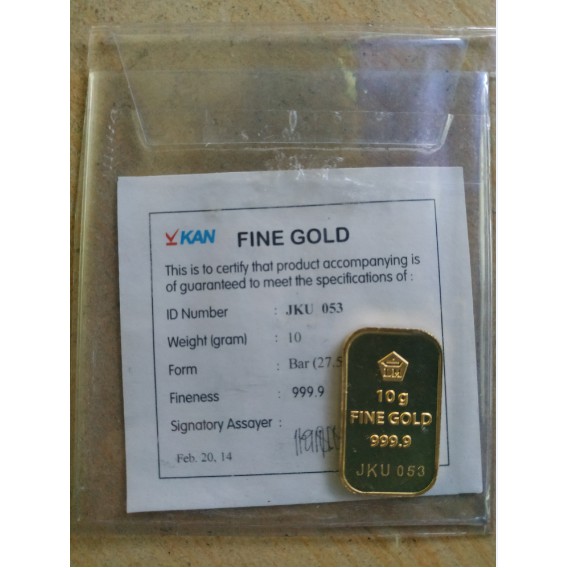 KAN FINE GOLD
This is to certify that product accompanying is
of guaranteed to meet the specifications of :
ID Number : JKU 053
Weight (gram) : 10
Form : Bar (27.5
Fineness : 999.9
Signatory Assayer :
Feb. 20, 14
LM
10g
FINE GOLD
999.9
JKU 053